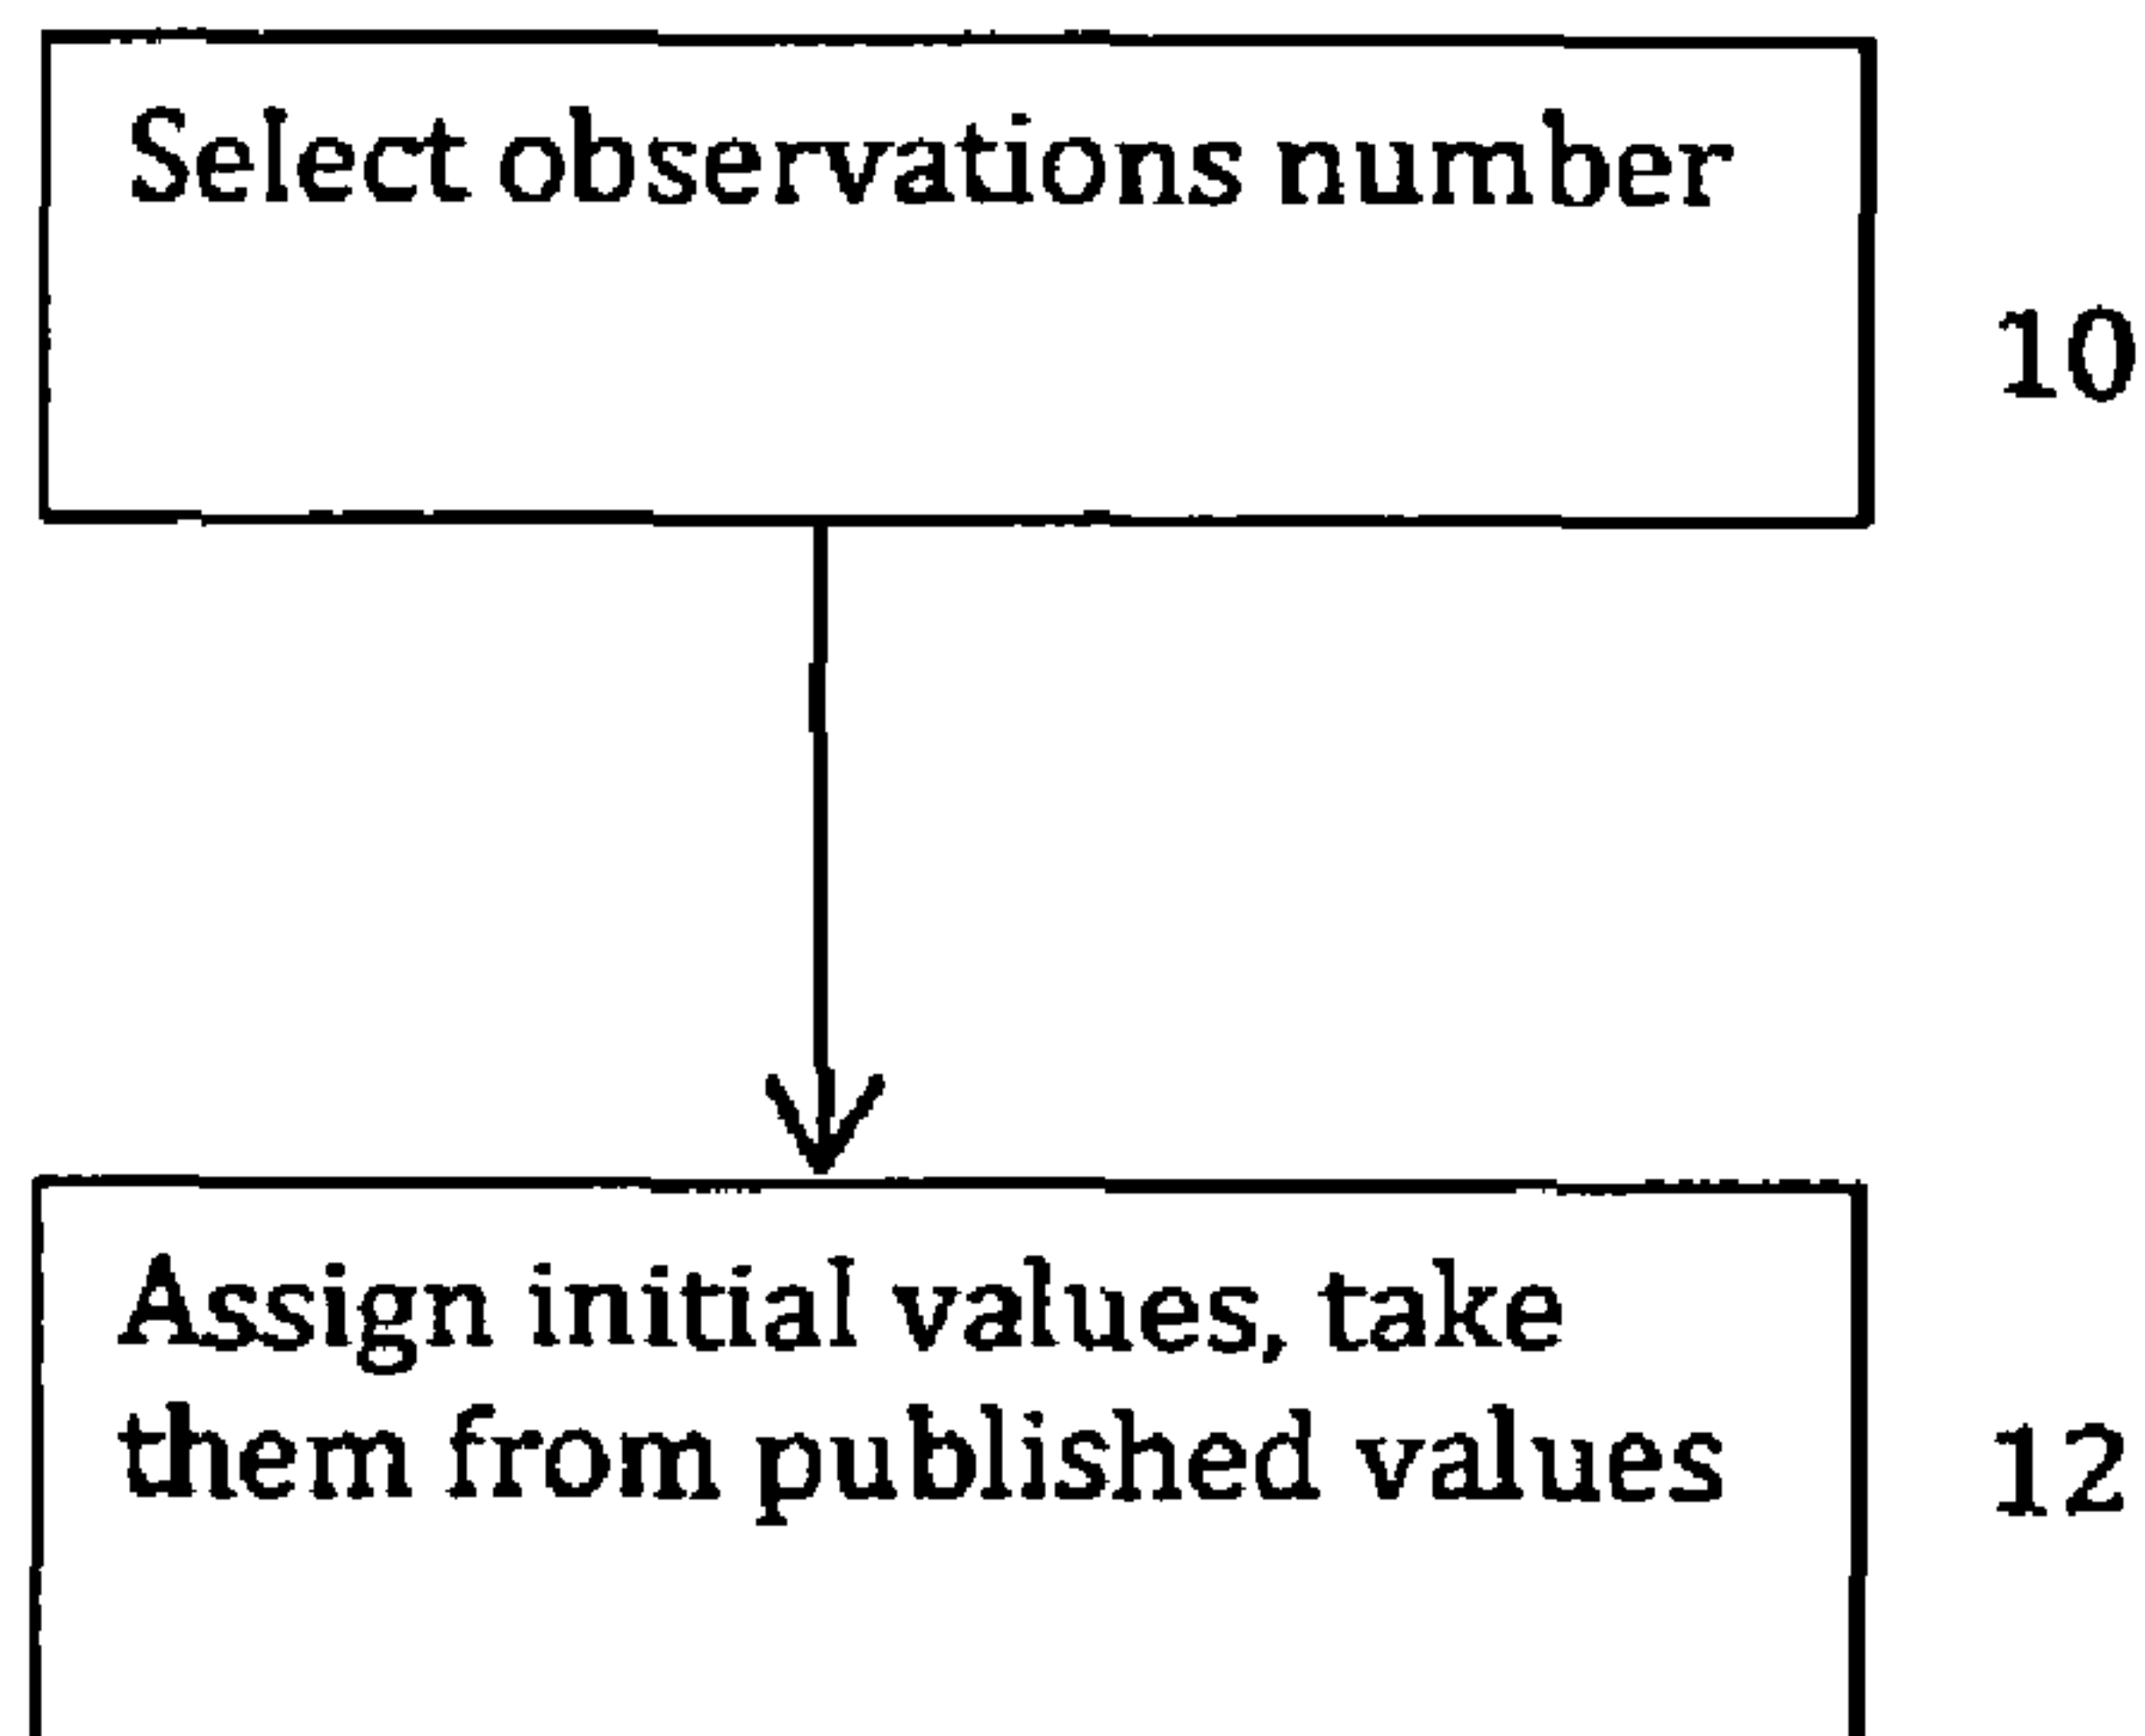 Select observations number
10
Assign initial values, take
them from published values
12